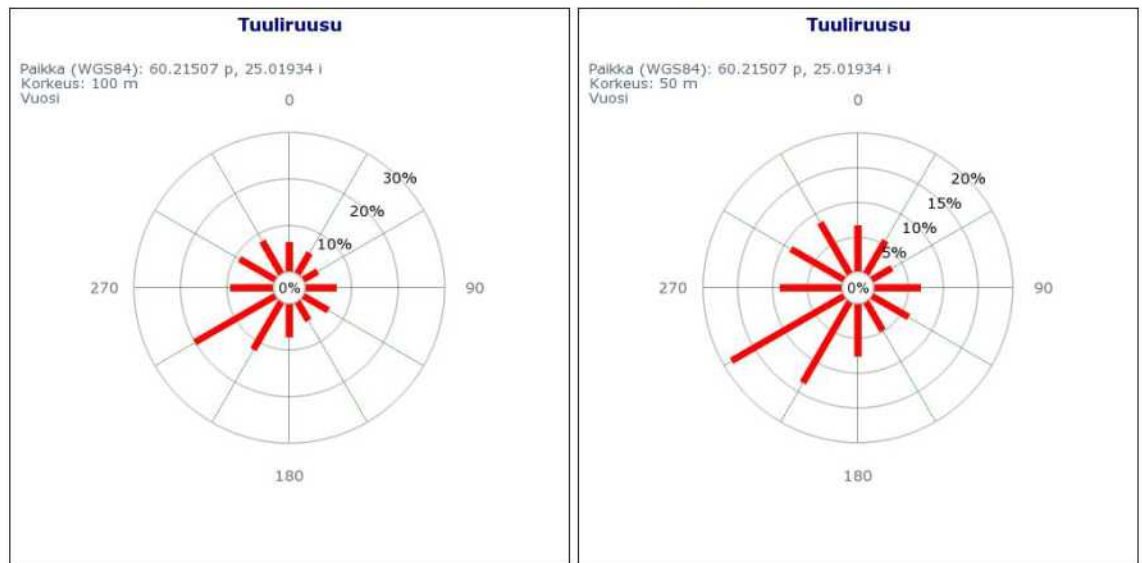 Tuuliruusu
Paikka (WGS84): 60.21507 p, 25.01934 i
Korkeus: 100 m
Vuosi
0
30%
20%
10%
270
0%
90
180
Tuuliruusu
Paikka (WGS84): 60.21507 p, 25.01934 i
Korkeus: 50 m
Vuosi
0
20%
15%
10%
5%
270
0%
90
180